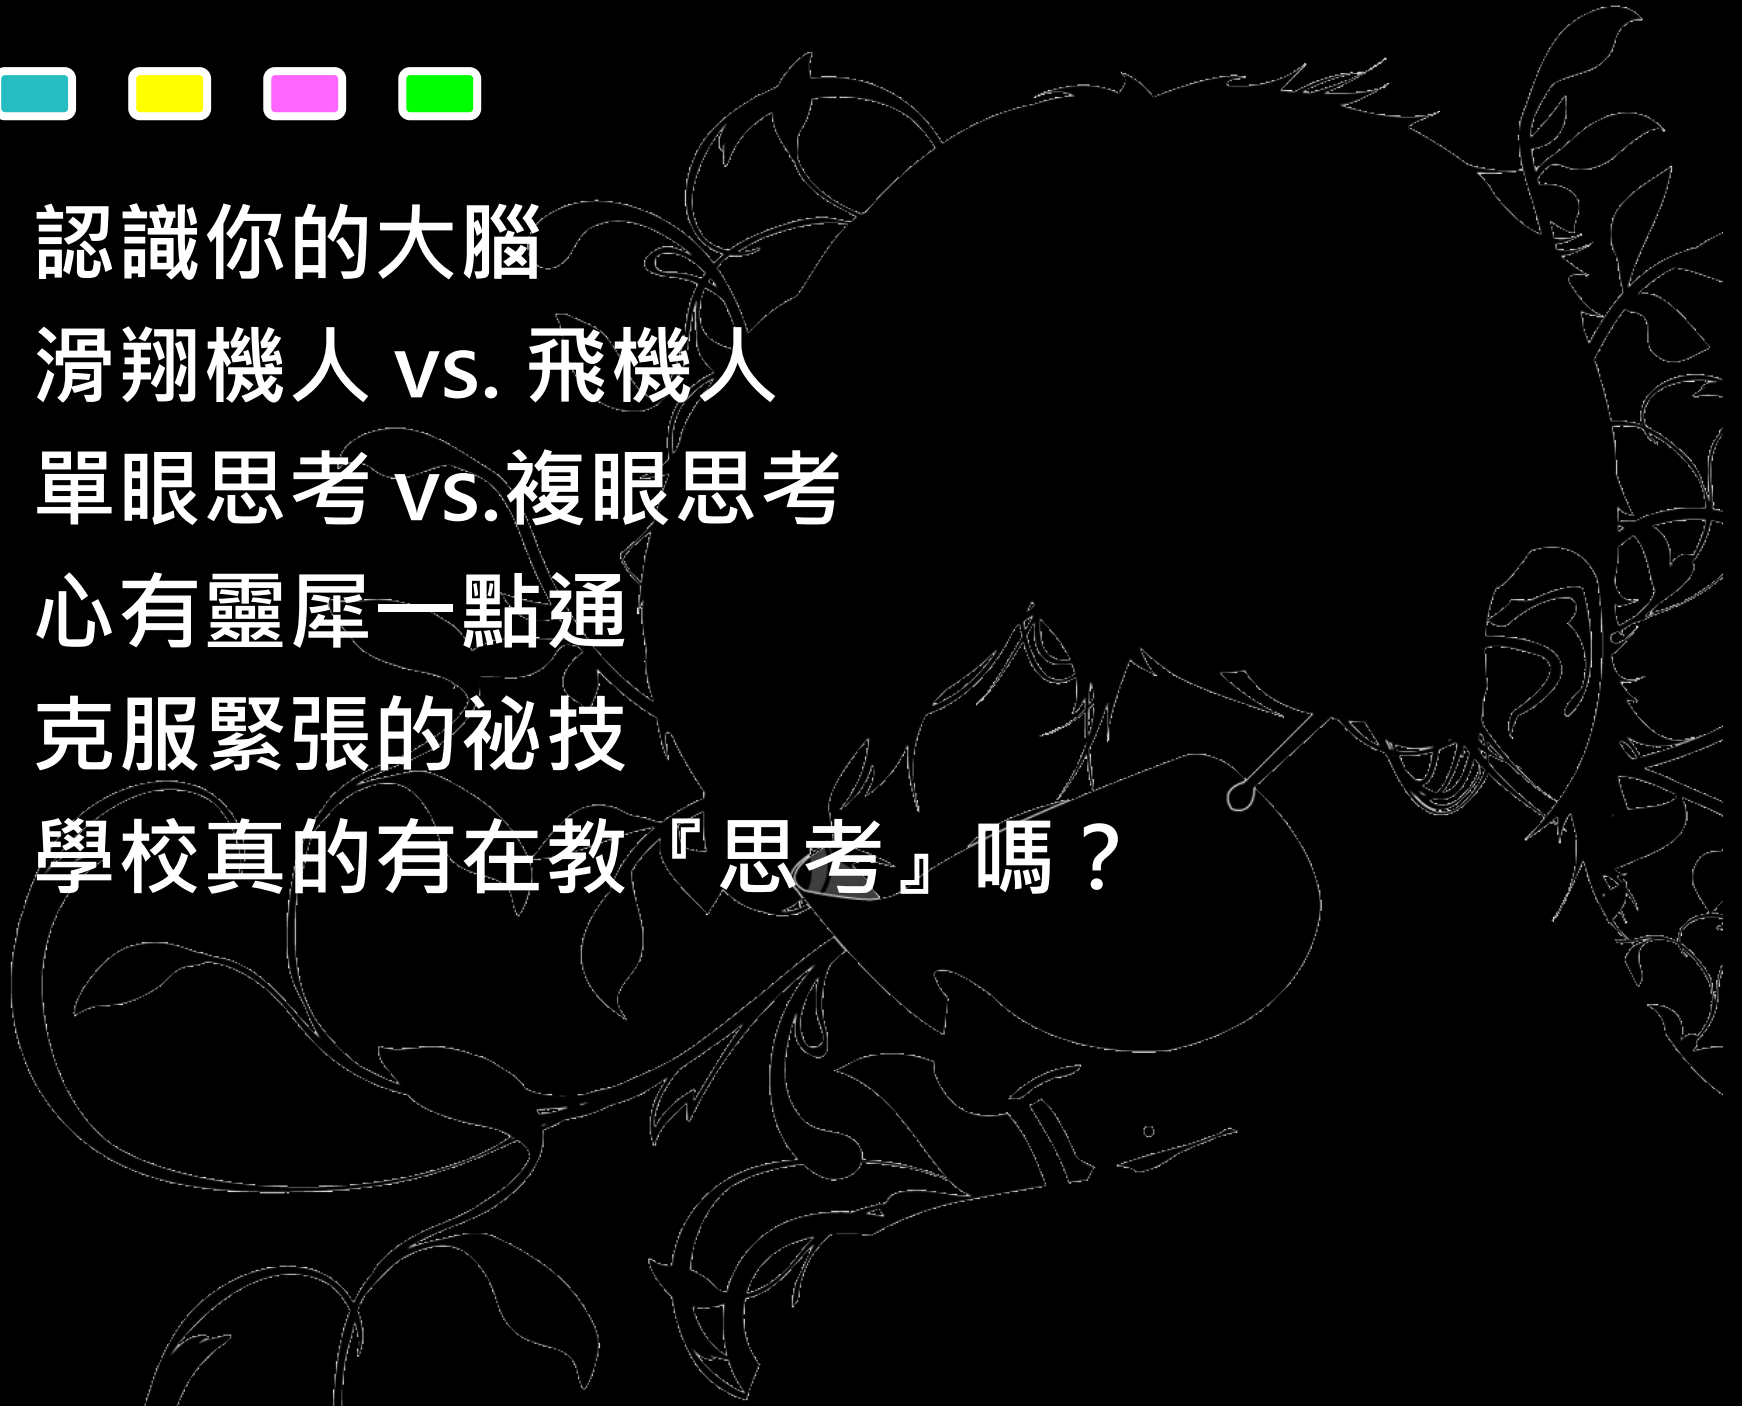 認識你的大腦
滑翔機人 vs. 飛機人
單眼思考 vs.複眼思考
心有靈犀一點通
克服緊張的祕技
學校真的有在教『思考』嗎？